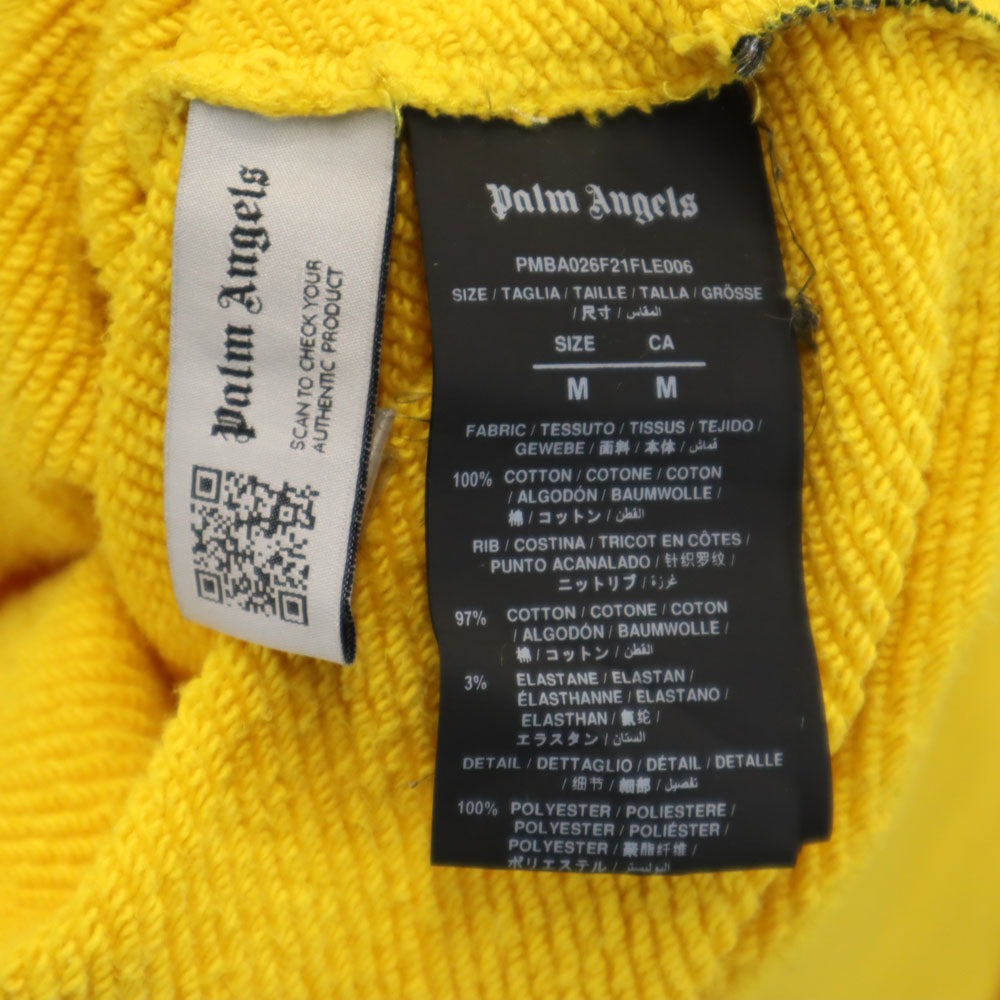 Palm Angels
SCAN TO CHECK YOUR
AUTHENTIC PRODUCT
Palm Angels
PMBA026F21FLE006
SIZE / TAGLIA / TAILLE / TALLA / GRÖSSE
/ 尺寸 / المقاس
SIZE CA
M M
FABRIC / TESSUTO / TISSUS / TEJIDO /
GEWEBE / 面料 / 本体 / قماش
100% COTTON / COTONE / COTON
/ ALGODÓN / BAUMWOLLE /
棉 / コットン / القطن
RIB / COSTINA / TRICOT EN CÔTES /
PUNTO ACANALADO / 针织罗纹 /
ニットリブ / غرزة
97% COTTON / COTONE / COTON
/ ALGODÓN / BAUMWOLLE /
棉 / コットン / القطن
3% ELASTANE / ELASTAN /
ÉLASTHANNE / ELASTANO /
ELASTHAN / 氨纶 /
エラスタン / الستان
DETAIL / DETTAGLIO / DÉTAIL / DETALLE
/ 细节 / 細部 / تفصيل
100% POLYESTER / POLIESTERE /
POLYESTER / POLIÉSTER /
POLYESTER / 聚酯纤维 /
ポリエステル / البوليستر